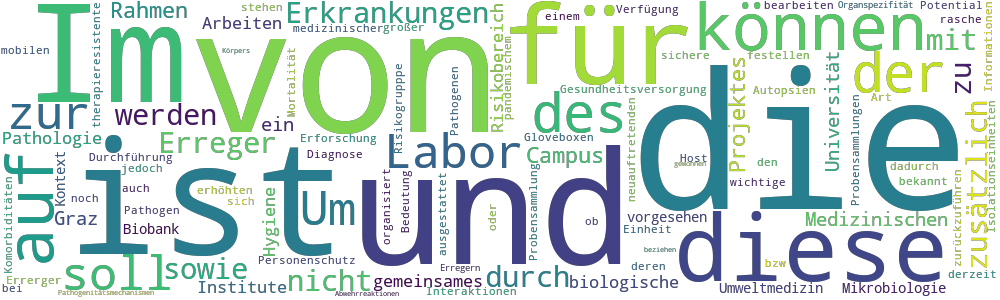 Im
von
für
die
ist
und
diese
können
der
des
auf
soll
Labor
Um
zur
Rahmen
Erkrankungen
Arbeiten
stehen
einem
Verfügung
medizinischer
großer
mobilen
therapieresistente
Körpers
Mortalität
Risikogruppe
Pathogenen
Risikobereich
pandemischem
bearbeiten
Organspezifität
Potential
rasche
mit
sichere
festellen
Gesundheitsversorgung
Autopsien
Art
zu
Informationen
werden
ein
Erreger
Pathologie
Durchführung
jedoch
Kontext
auch
noch
Graz
Pathogen
Biobank
erhöhten
sich
Hygiene
Erforschung
Diagnose
Personenschutz
organisiert
Bedeutung
ausgestattet
Campus
Gloveboxen
neuauftretenden
Projektes
Universität
Probensammlungen
den
dadurch
bekannt
zusätzlich
Isolationseinheiten
Host
wichtige
Medizinischen
zurückzuführen
vorgesehen
Einheit
deren
Probensammlung
oder
ob
gewonnen
Komorbiditäten
bei
Errerger
Pathogenitätsmechanismen
sowie
Institute
nicht
gemeinsames
durch
biologische
Erregern
Abwehrreaktionen
Interaktionen
beziehen
Umweltmedizin
bzw
Mikrobiologie
derzeit